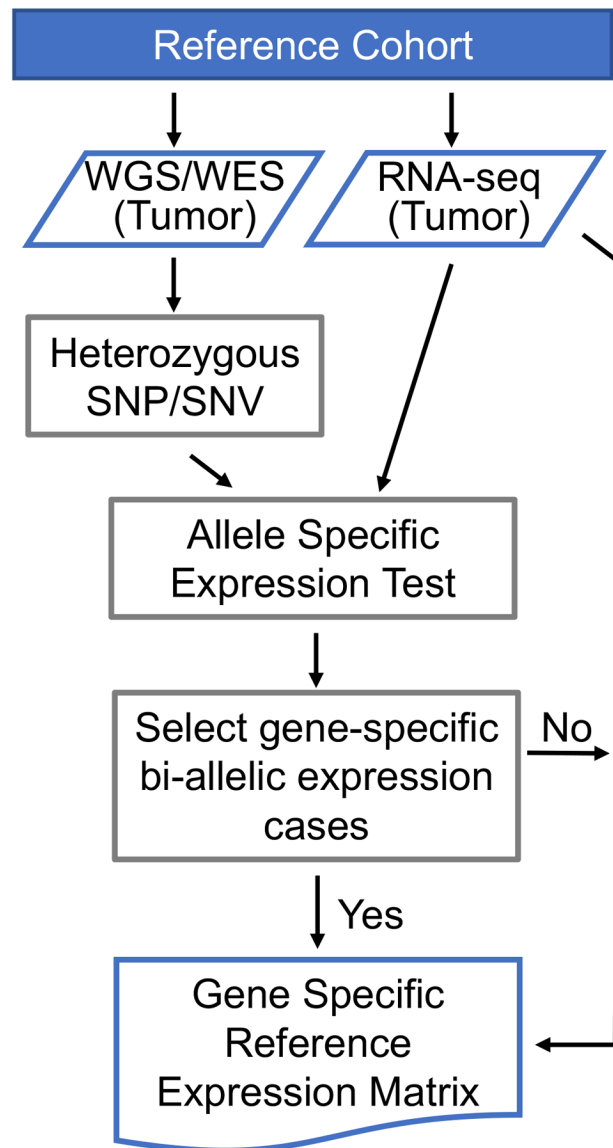 Reference Cohort
WGS/WES
(Tumor)
RNA-seq
(Tumor)
Heterozygous
SNP/SNV
Allele Specific
Expression Test
Select gene-specific
bi-allelic expression
cases
No
Yes
Gene Specific
Reference
Expression Matrix